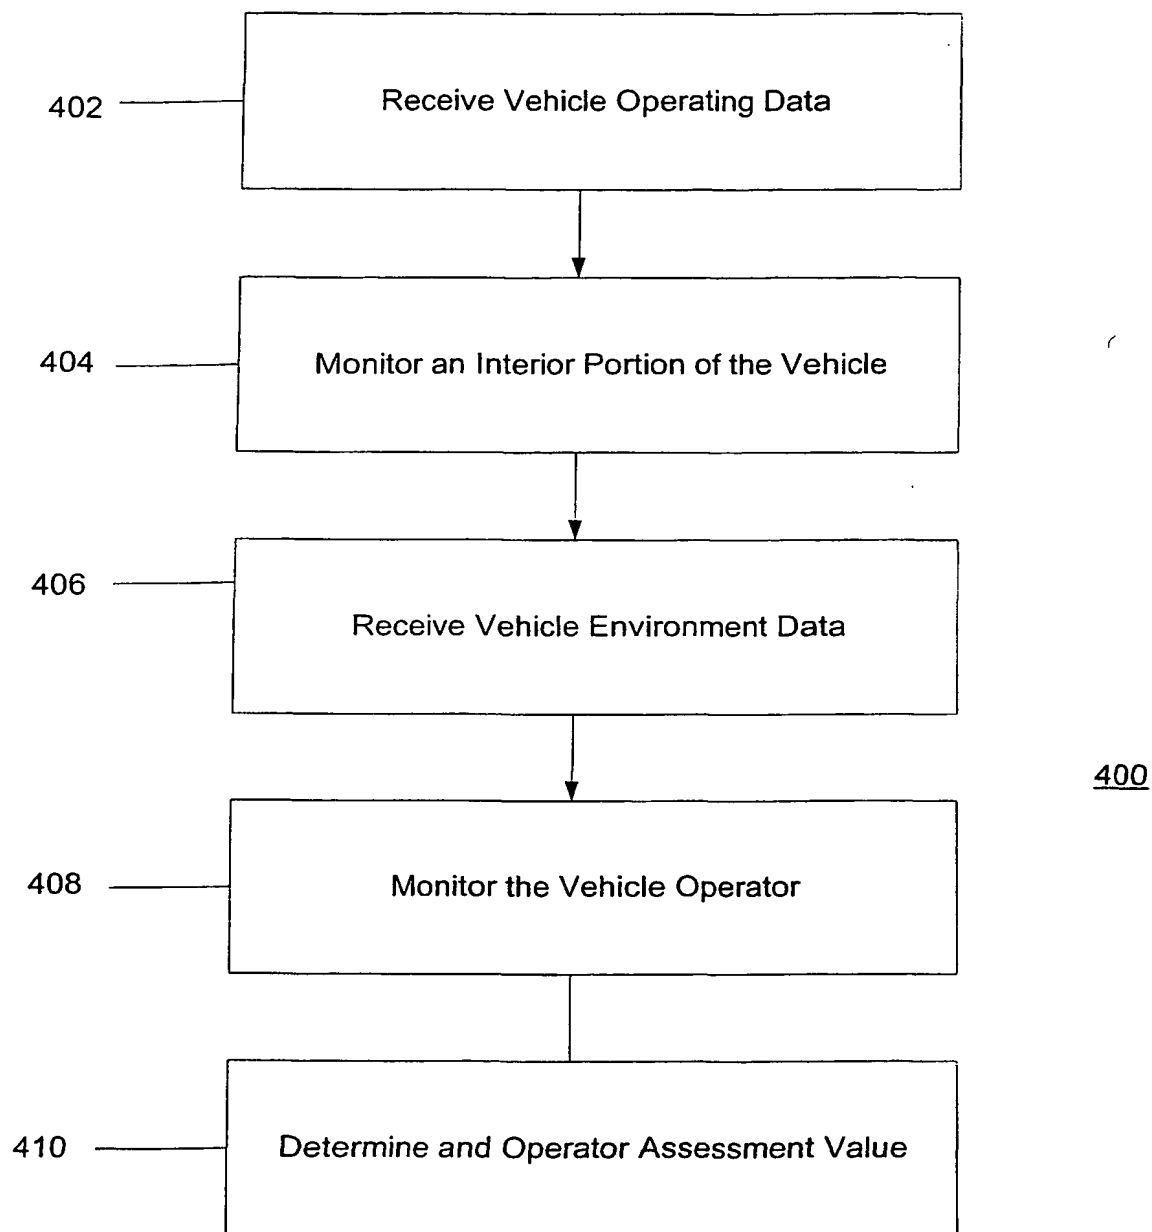 402
Receive Vehicle Operating Data
404
Monitor an Interior Portion of the Vehicle
406
Receive Vehicle Environment Data
400
408
Monitor the Vehicle Operator
410
Determine and Operator Assessment Value